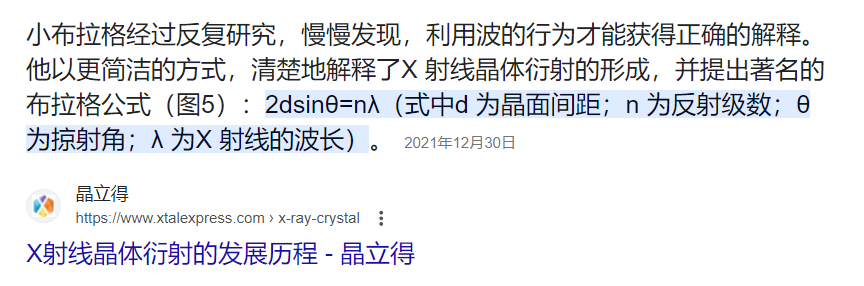 小布拉格经过反复研究，慢慢发现，利用波的行为才能获得正确的解释。
他以更简洁的方式，清楚地解释了X 射线晶体衍射的形成，并提出著名的
布拉格公式（图5）：2dsinθ=nλ（式中d 为晶面间距；n 为反射级数；θ
为掠射角；λ 为X 射线的波长）。 2021年12月30日
晶立得
https://www.xtalexpress.com › x-ray-crystal
X射线晶体衍射的发展历程 - 晶立得